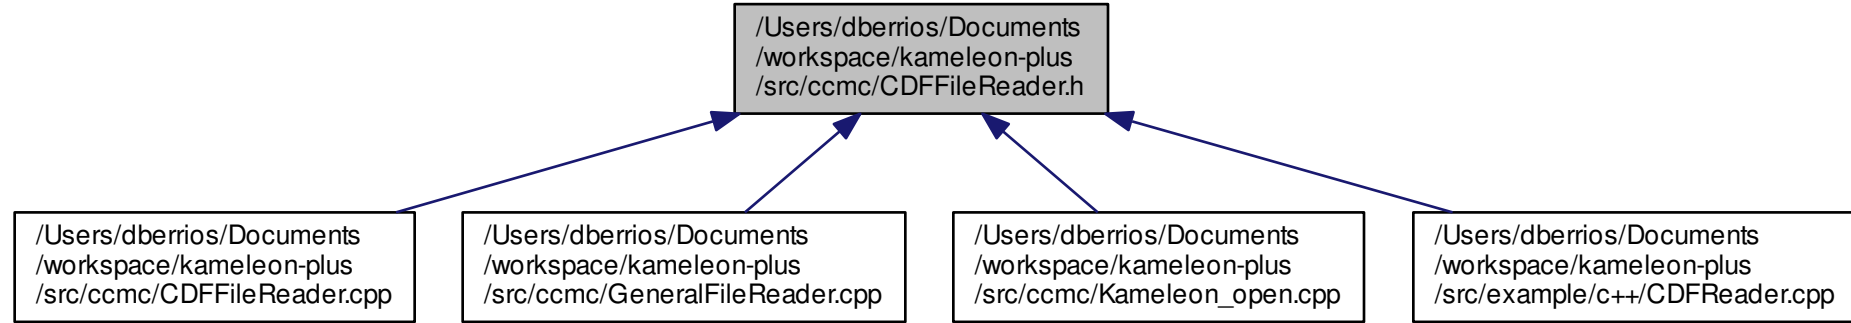 /Users/dberrios/Documents
/workspace/kameleon-plus
/src/ccmc/CDFFileReader.h
/Users/dberrios/Documents
/workspace/kameleon-plus
/src/ccmc/CDFFileReader.cpp
/Users/dberrios/Documents
/workspace/kameleon-plus
/src/ccmc/GeneralFileReader.cpp
/Users/dberrios/Documents
/workspace/kameleon-plus
/src/ccmc/Kameleon_open.cpp
/Users/dberrios/Documents
/workspace/kameleon-plus
/src/example/c++/CDFReader.cpp